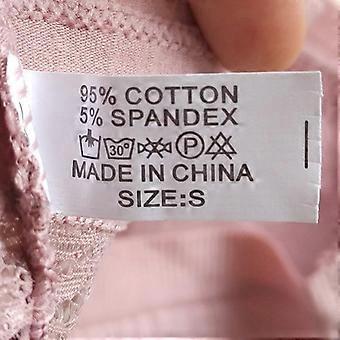 95% COTTON
5% SPANDEX
30° P
MADE IN CHINA
SIZE:S